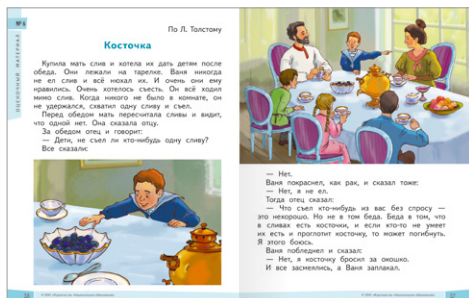 № 6
ОЦЕНОЧНЫЙ МАТЕРИАЛ
По Л. Толстому
Косточка
Купила мать слив и хотела их дать детям после
обеда. Они лежали на тарелке. Ваня никогда
не ел слив и всё нюхал их. И очень они ему
нравились. Очень хотелось съесть. Он всё ходил
мимо слив. Когда никого не было в комнате, он
не удержался, схватил одну сливу и съел.
Перед обедом мать пересчитала сливы и видит,
что одной нет. Она сказала отцу.
За обедом отец и говорит:
— Дети, не съел ли кто-нибудь одну сливу?
Все сказали:
— Нет.
Ваня покраснел, как рак, и сказал тоже:
— Нет, я не ел.
Тогда отец сказал:
— Что съел кто-нибудь из вас без спросу —
это нехорошо. Но не в том беда. Беда в том, что
в сливах есть косточки, и если кто-то не умеет
их есть и проглотит косточку, то может погибнуть.
Я этого боюсь.
Ваня побледнел и сказал:
— Нет, я косточку бросил за окошко.
И все засмеялись, а Ваня заплакал.